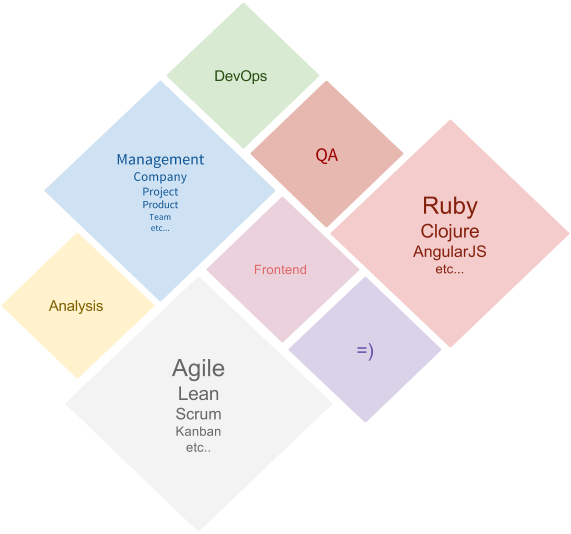 DevOps
QA
Management
Company
Project
Product
Team
etc...
Ruby
Clojure
AngularJS
etc...
Frontend
Analysis
=)
Agile
Lean
Scrum
Kanban
etc..